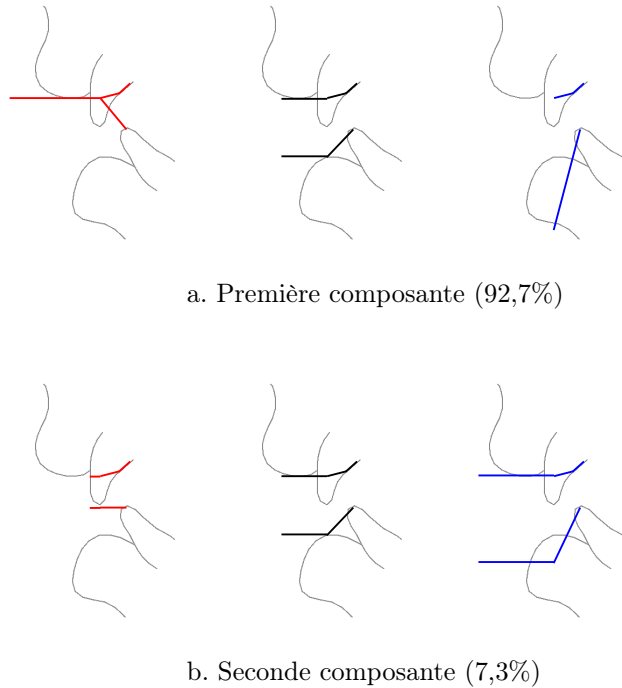 a. Première composante (92,7%)
b. Seconde composante (7,3%)